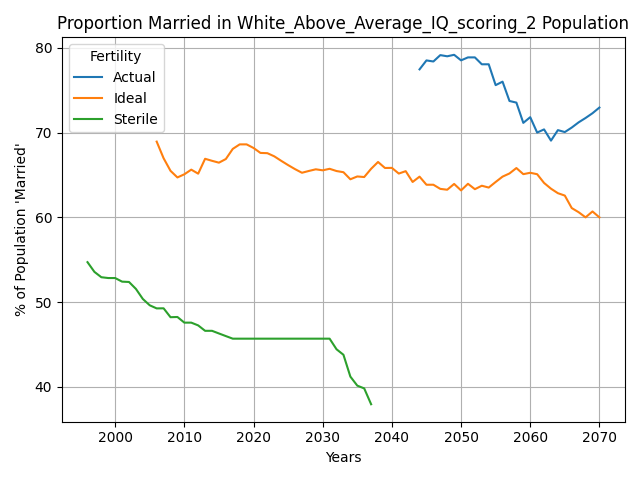 Proportion Married in White_Above_Average_IQ_scoring_2 Population
Fertility
Actual
Ideal
Sterile
% of Population 'Married'
80
70
60
50
40
2000
2010
2020
2030
2040
2050
2060
2070
Years